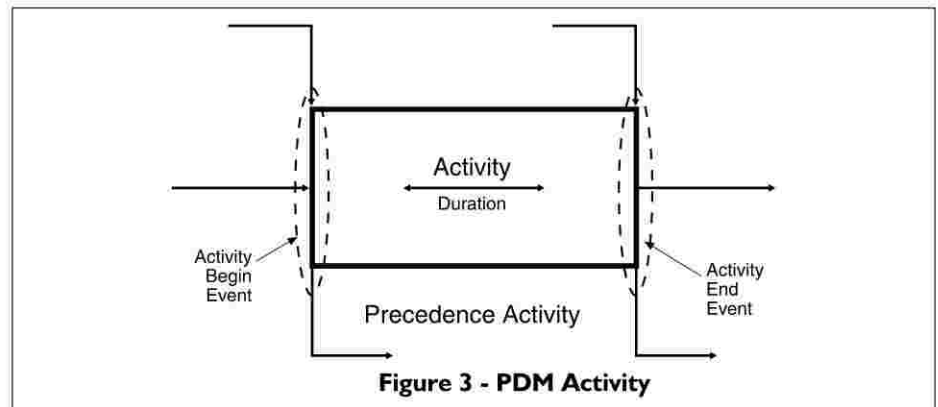 Activity
Duration
Activity
Begin
Event
Activity
End
Event
Precedence Activity
Figure 3 - PDM Activity